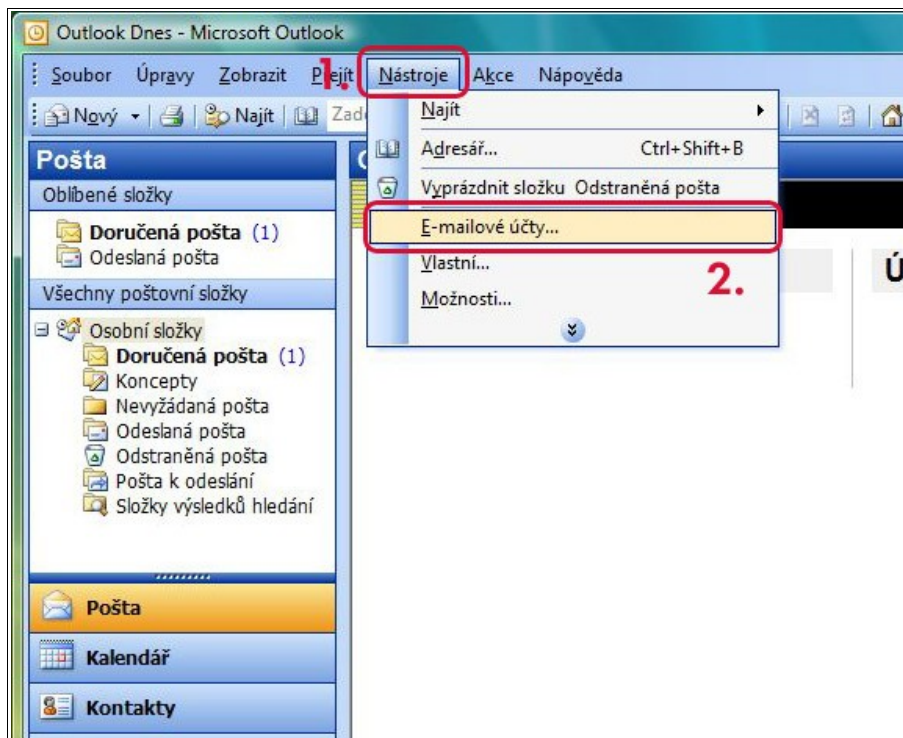 Outlook Dnes - Microsoft Outlook
Soubor Úpravy Zobrazit Přejít Nástroje Akce Nápověda
1.
Nový Najít Zad
Najít
Adresář... Ctrl+Shift+B
Vyprázdnit složku Odstraněná pošta
E-mailové účty...
Vlastní...
Možnosti...
2.
Pošta
Oblíbené složky
Doručená pošta (1)
Odeslaná pošta
Všechny poštovní složky
Osobní složky
Doručená pošta (1)
Koncepty
Nevyžádaná pošta
Odeslaná pošta
Odstraněná pošta
Pošta k odeslání
Složky výsledků hledání
Pošta
Kalendář
Kontakty